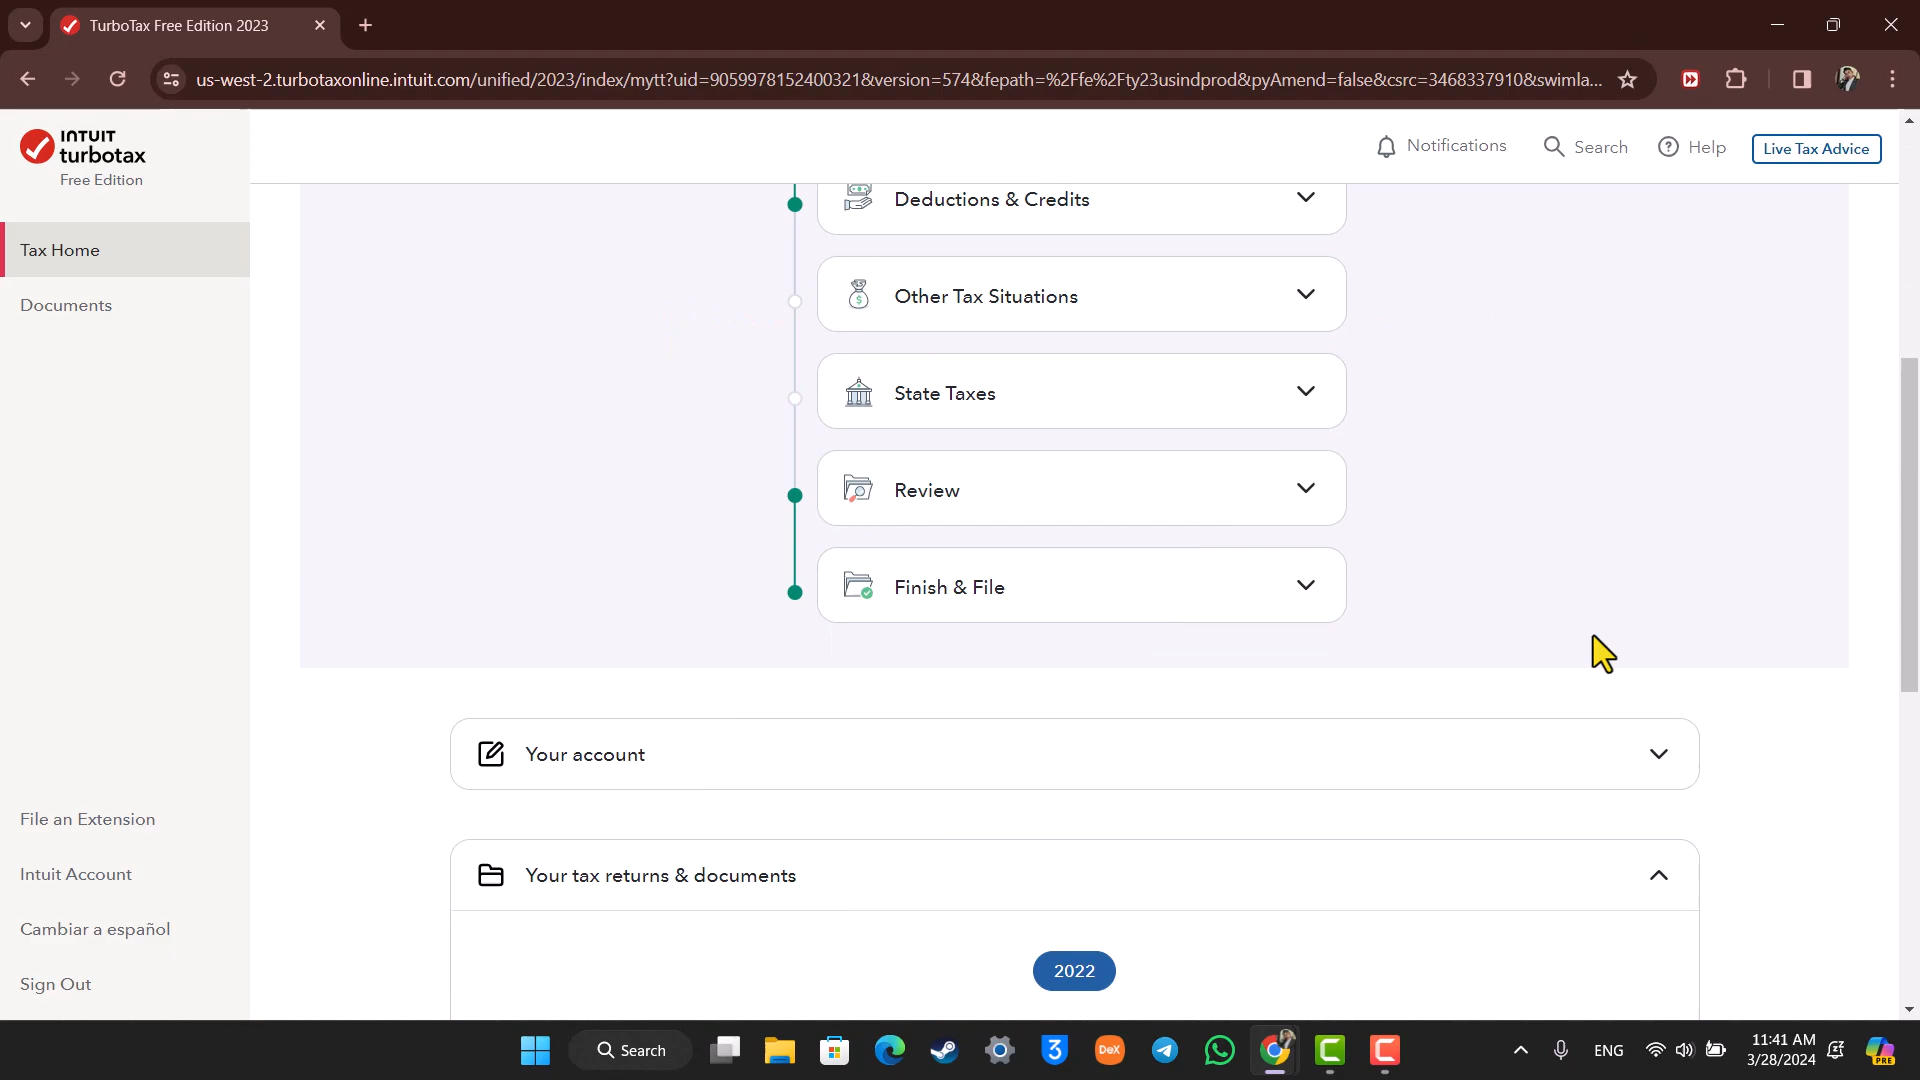 TurboTax Free Edition 2023
us-west-2.turbotaxonline.intuit.com/unified/2023/index/mytt?uid=9059978152400321&version=574&fepath=%2Ffe%2Fty23usindprod&pyAmend=false&csrc=3468337910&swimla...
INTUIT
turbotax
Free Edition
Notifications
Search
Help
Live Tax Advice
Tax Home
Documents
Deductions & Credits
Other Tax Situations
State Taxes
Review
Finish & File
Your account
Your tax returns & documents
2022
File an Extension
Intuit Account
Cambiar a español
Sign Out
Search
DeX
ENG
11:41 AM
3/28/2024
PRE